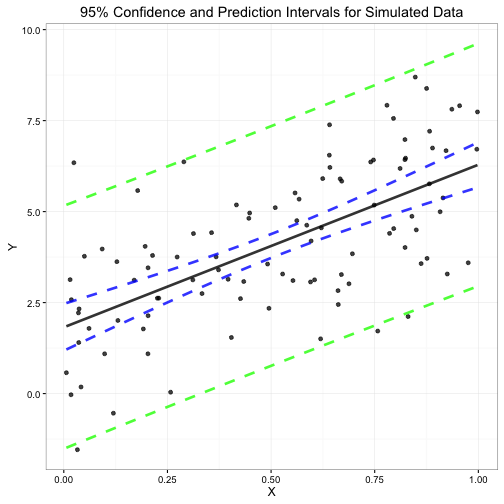 95% Confidence and Prediction Intervals for Simulated Data
10.0
7.5
5.0
2.5
0.0
Y
0.00 0.25 0.50 0.75 1.00
X